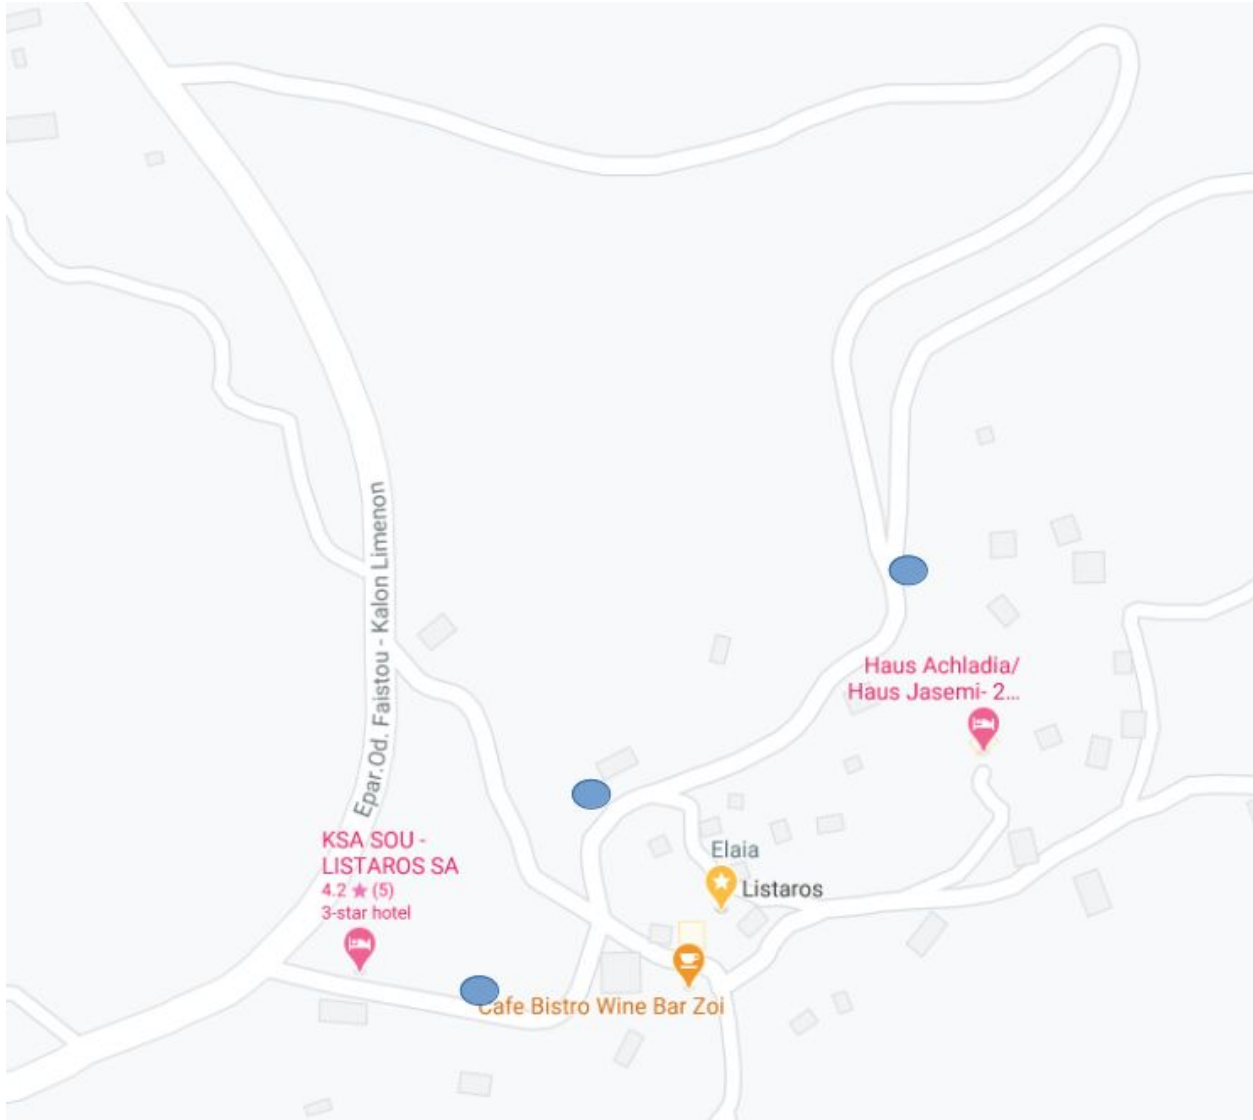 Epar.Od. Faistou - Kalon Limenon
Haus Achladia/
Haus Jasemi- 2...
KSA SOU -
LISTAROS SA
4.2 ★ (5)
3-star hotel
Elaia
Listaros
Cafe Bistro Wine Bar Zoi